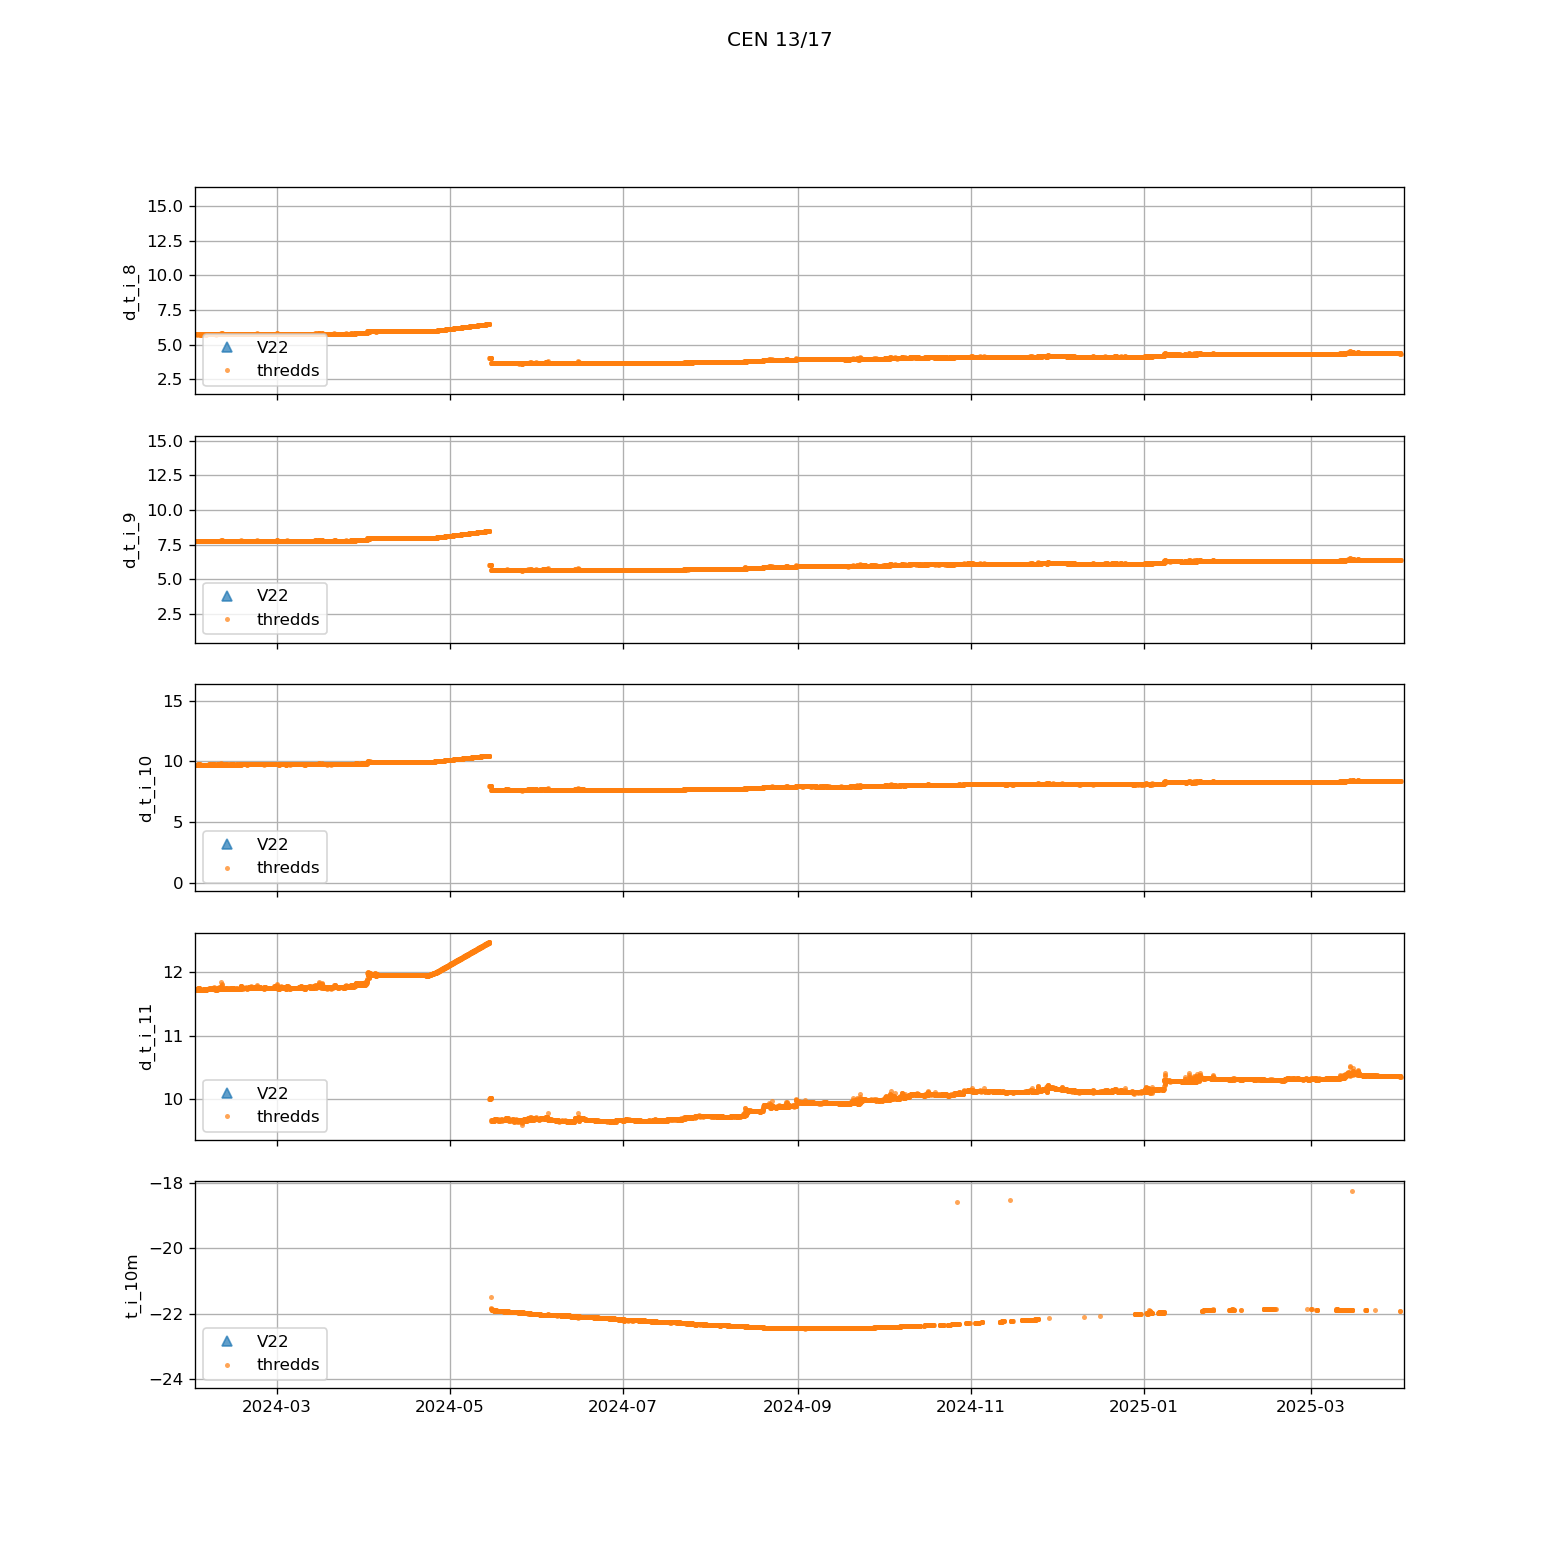 CEN 13/17
15.0
12.5
10.0
7.5
5.0
2.5
d_t_i_8
V22
thredds
15.0
12.5
10.0
7.5
5.0
2.5
d_t_i_9
V22
thredds
15
10
5
0
d_t_i_10
V22
thredds
12
11
10
d_t_i_11
V22
thredds
−18
−20
−22
−24
t_i_10m
V22
thredds
2024-03 2024-05 2024-07 2024-09 2024-11 2025-01 2025-03